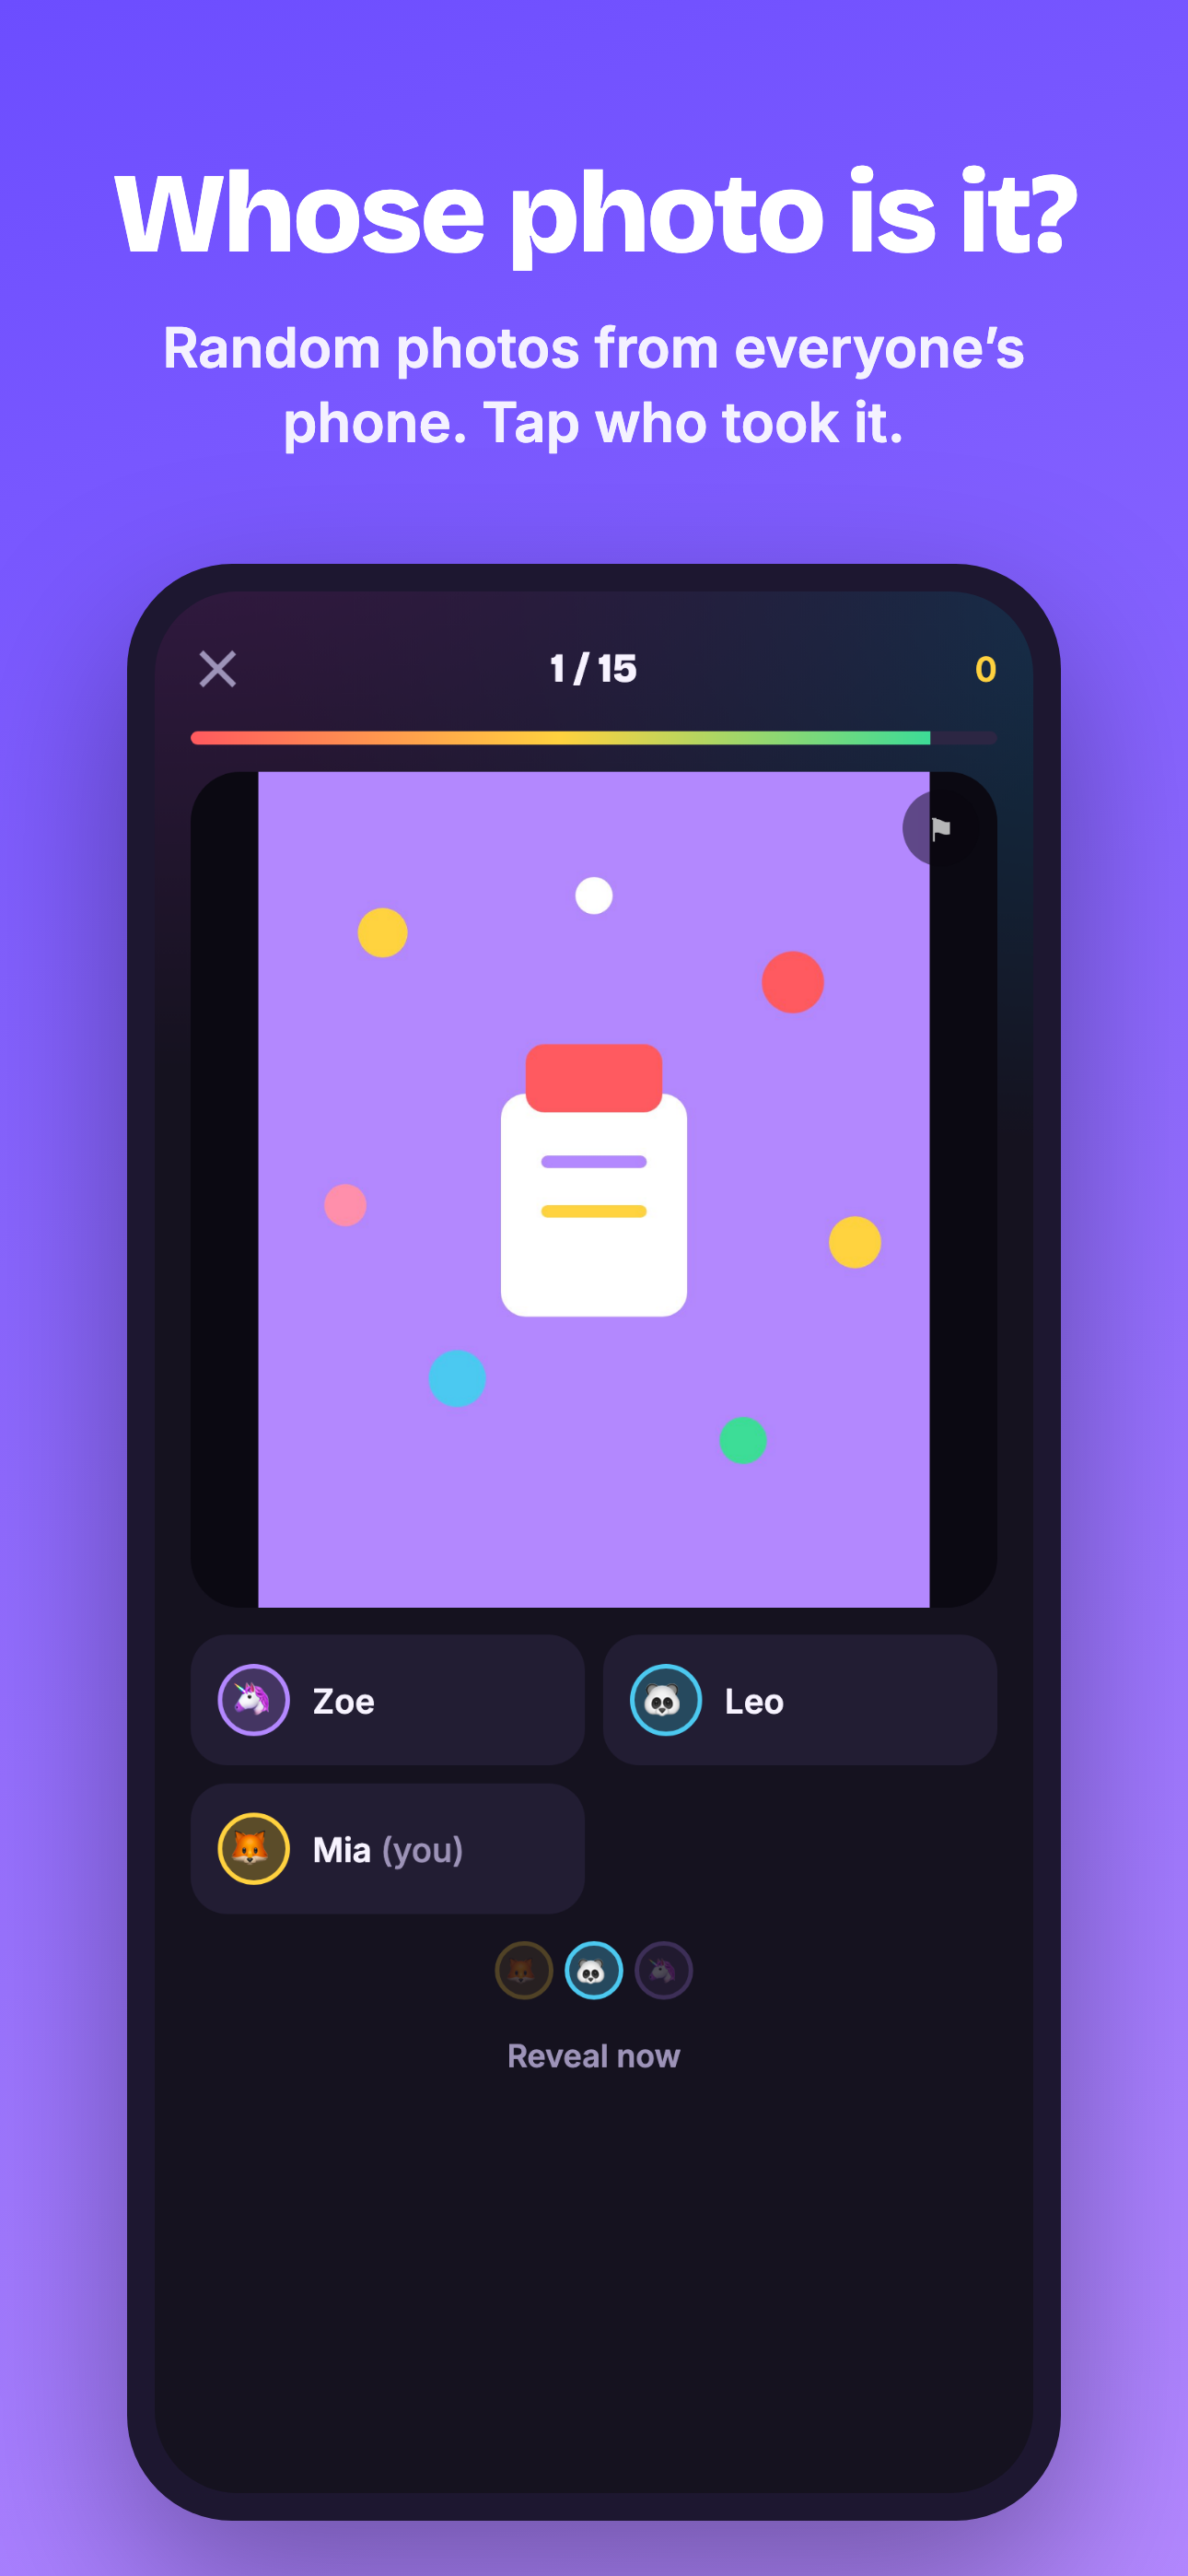 Whose photo is it?
Random photos from everyone’s
phone. Tap who took it.
1 / 15
0
Zoe
Leo
Mia (you)
Reveal now